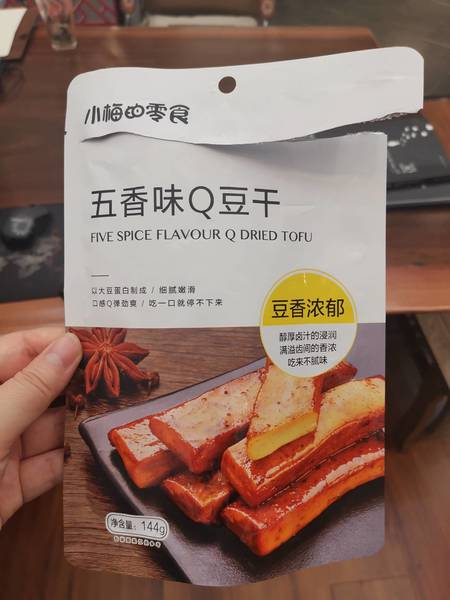 小梅的零食
五香味Q豆干
FIVE SPICE FLAVOUR Q DRIED TOFU
以大豆蛋白制成 / 细腻嫩滑
口感Q弹劲爽 / 吃一口就停不下来
豆香浓郁
醇厚卤汁的浸润
满溢齿间的香浓
吃来不腻味
净含量: 144g